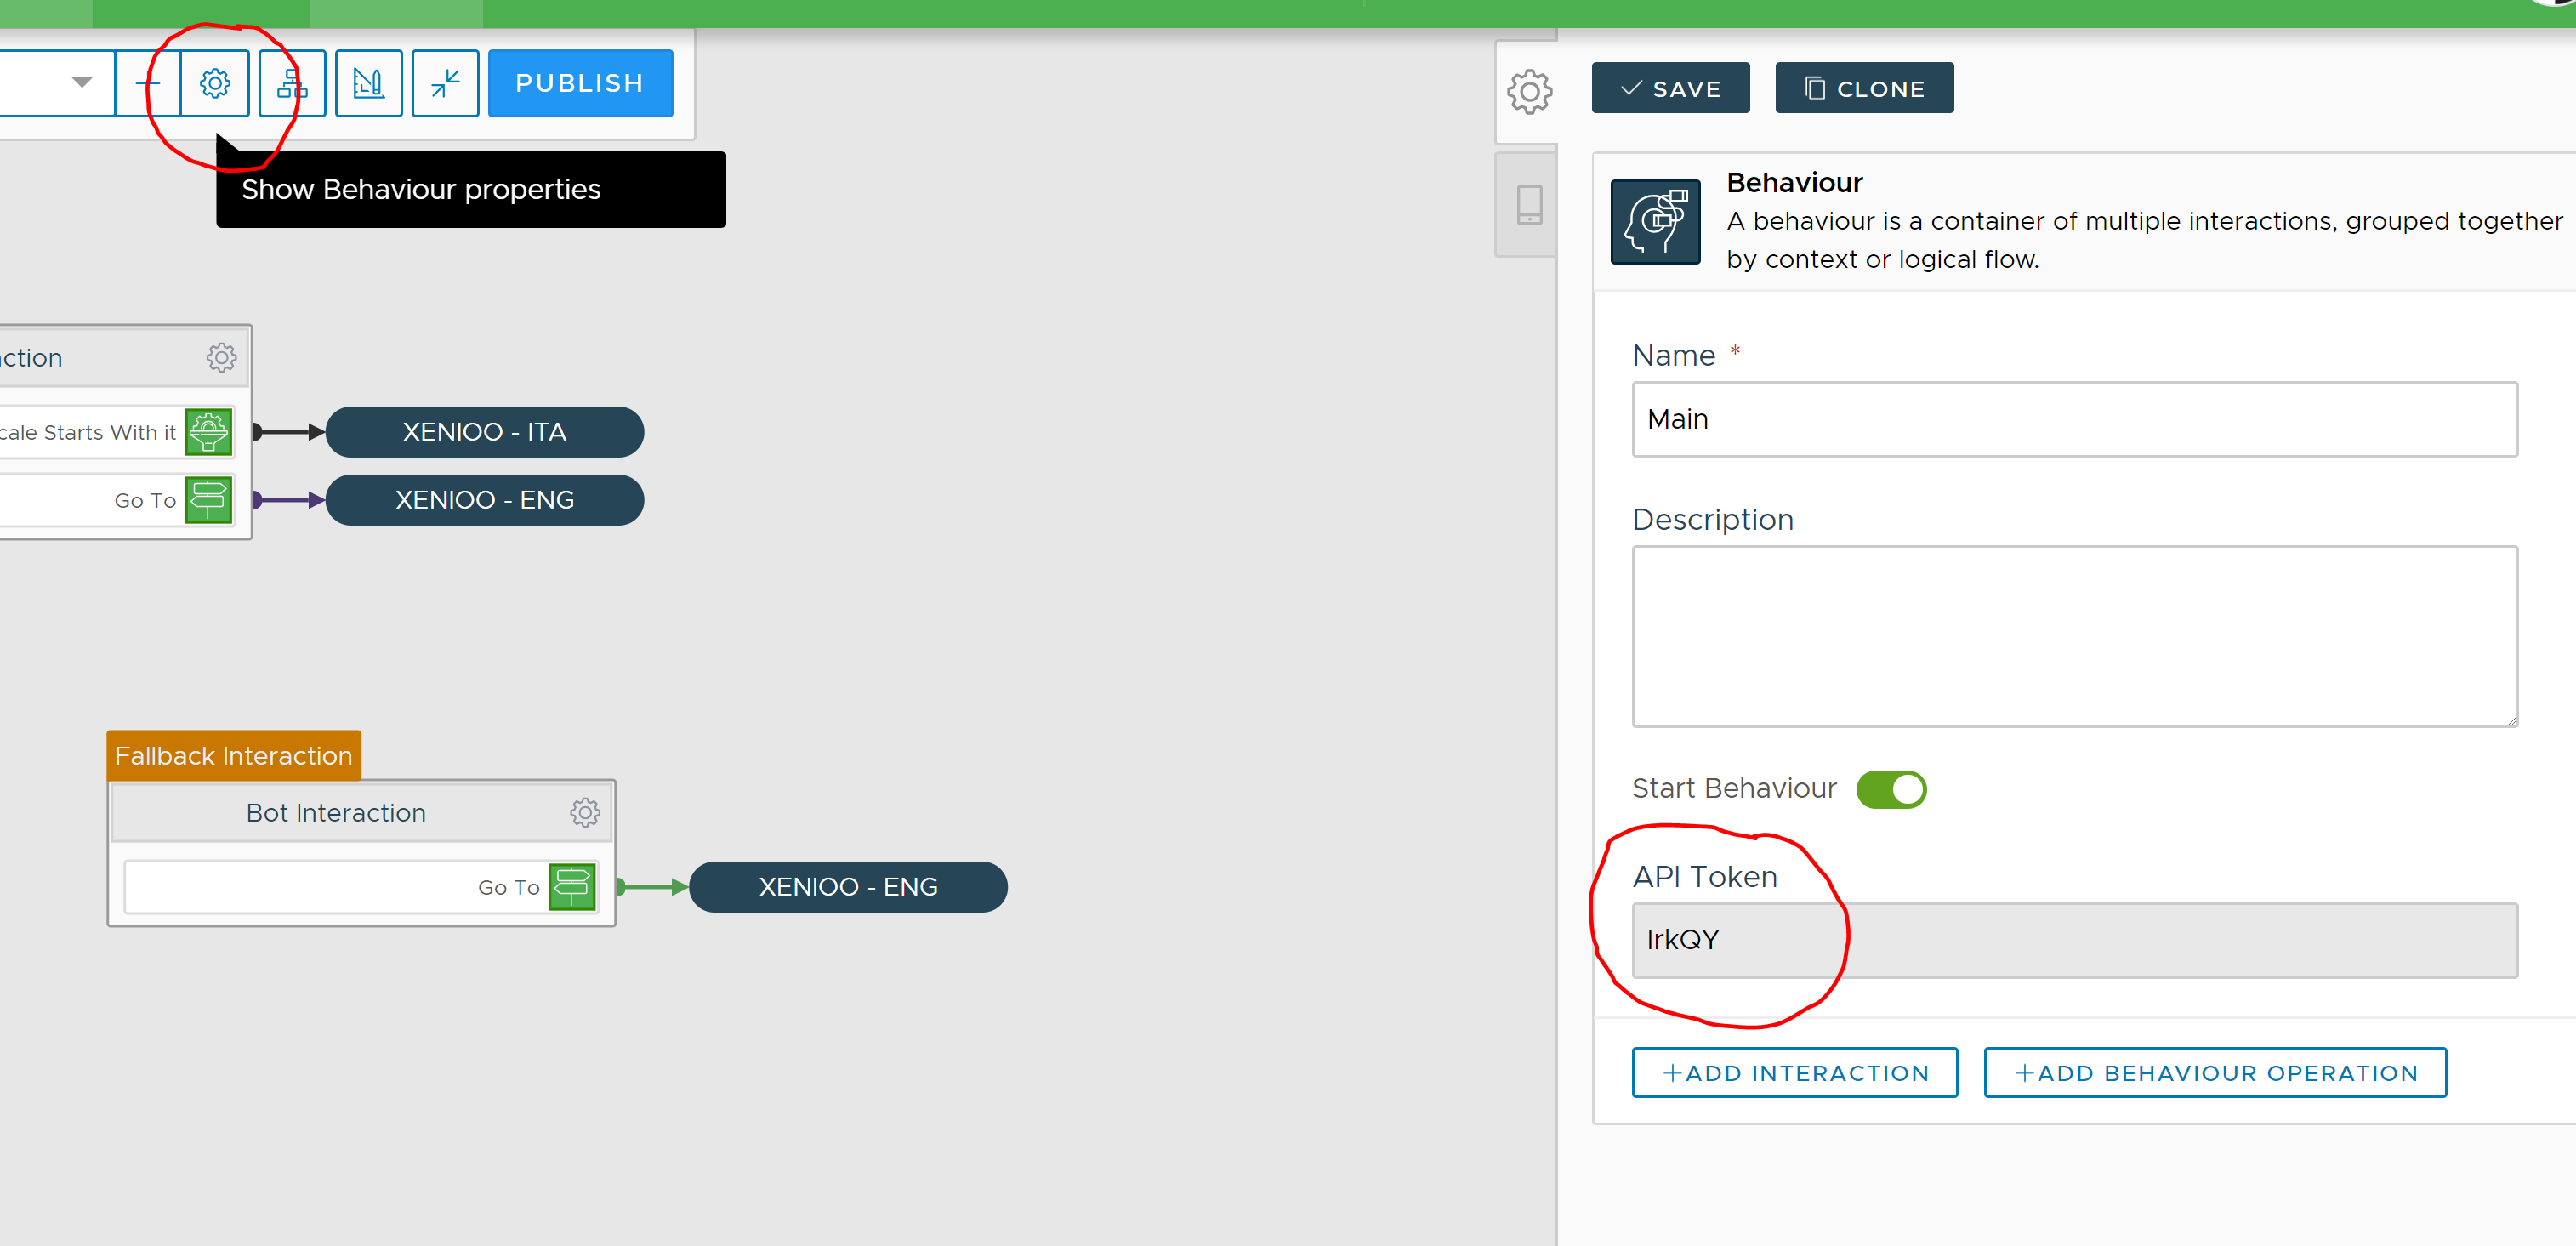 PUBLISH
Show Behaviour properties
ction
cale Starts With it
XENIOO - ITA
Go To
XENIOO - ENG
Fallback Interaction
Bot Interaction
Go To
XENIOO - ENG
SAVE
CLONE
Behaviour
A behaviour is a container of multiple interactions, grouped together
by context or logical flow.
Name *
Main
Description
Start Behaviour
API Token
IrkQY
+ADD INTERACTION
+ADD BEHAVIOUR OPERATION